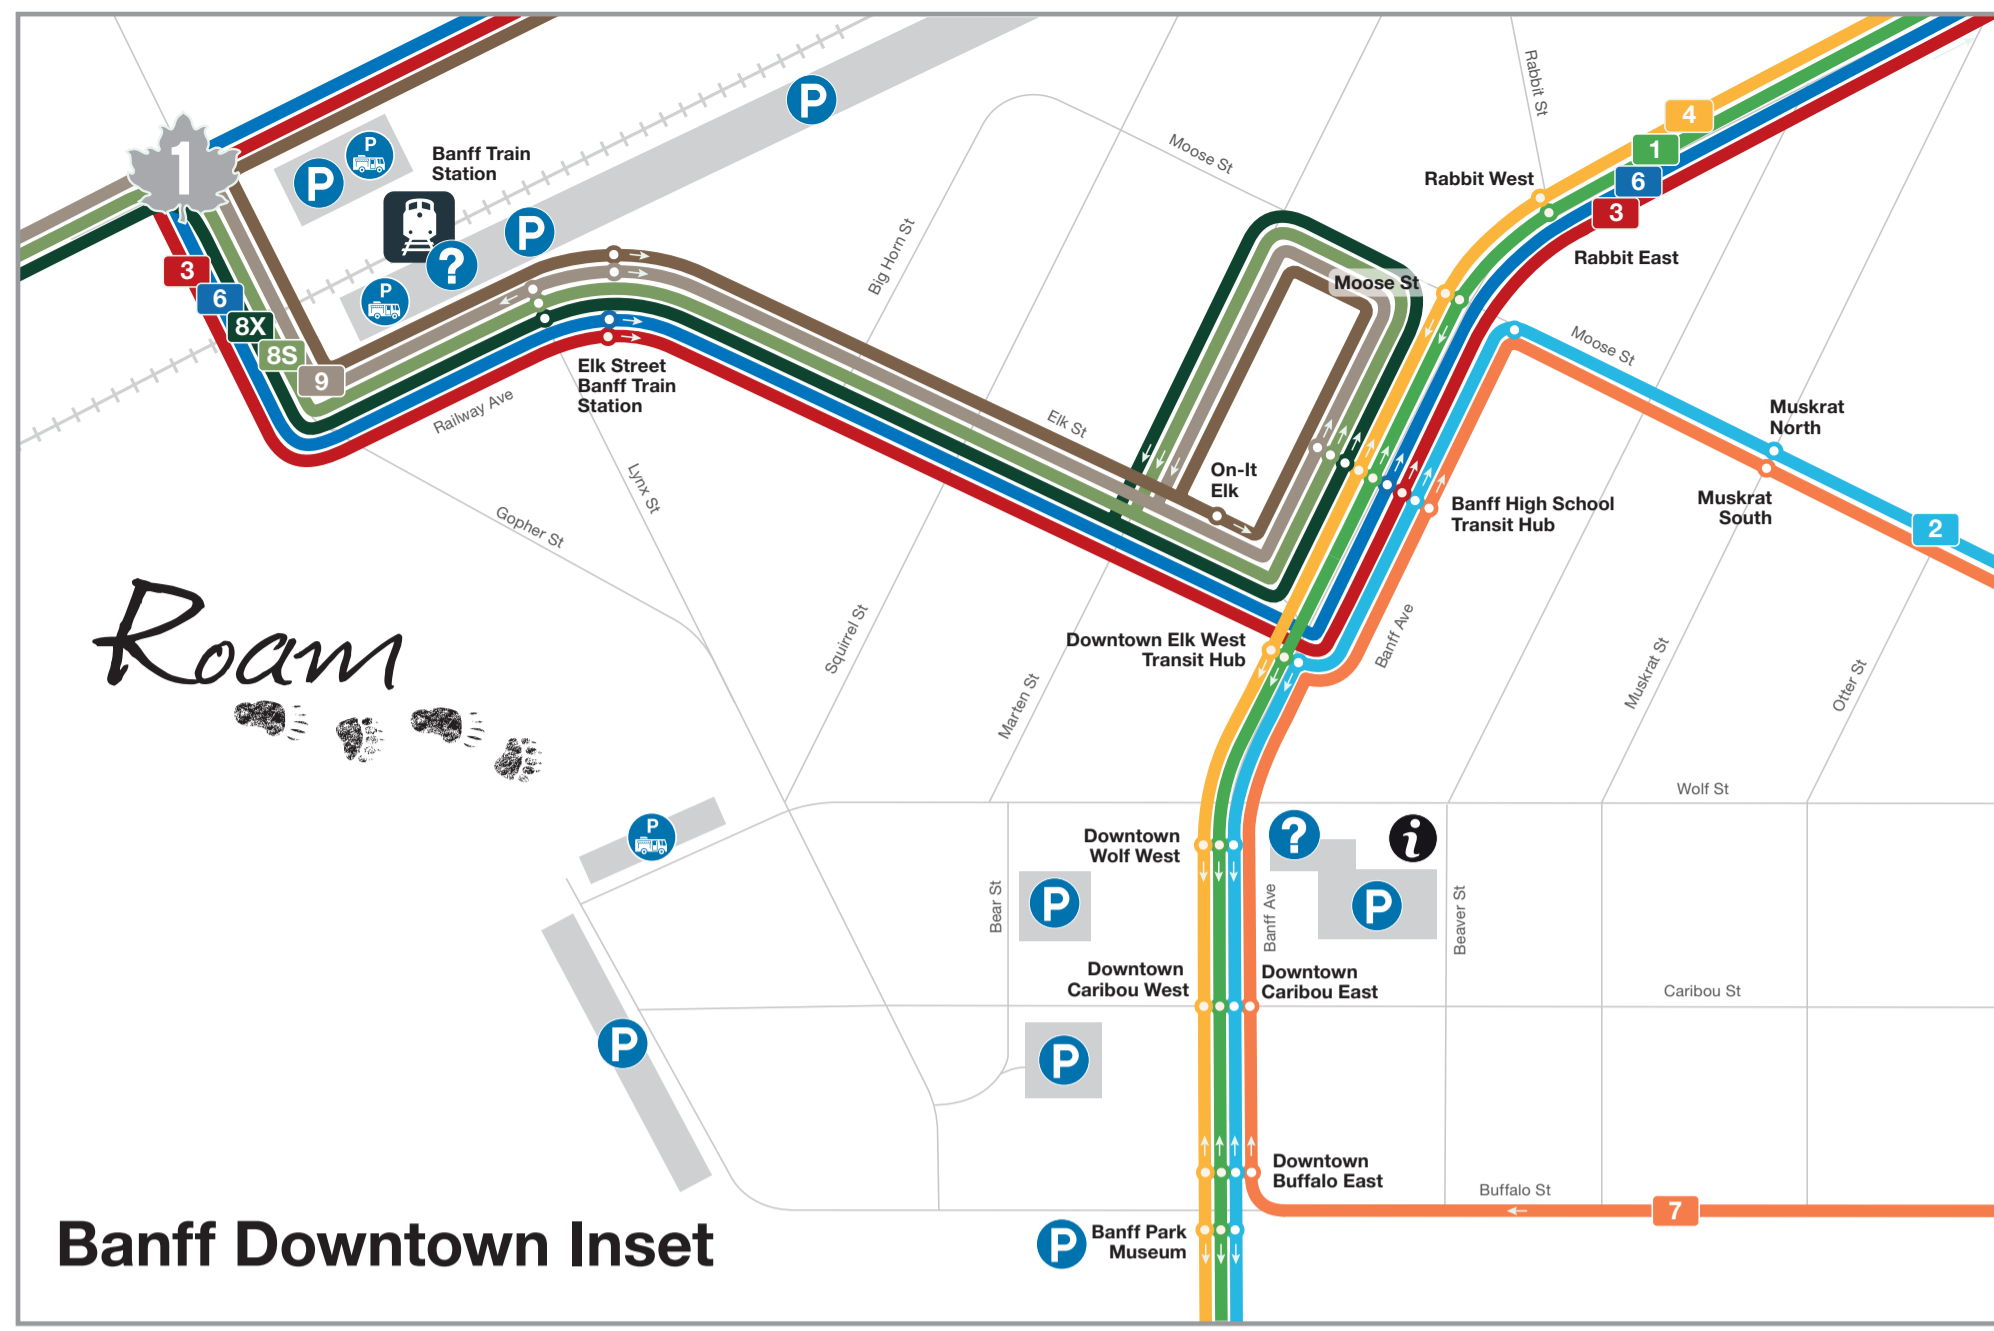 1
Banff Train
Station
P
P
P
P
P
?
3
6
8X
8S
9
Railway Ave
Gopher St
Lynx St
Elk Street
Banff Train
Station
Big Horn St
Moose St
Elk St
Squirrel St
Marten St
Rabbit St
4
1
6
3
Rabbit West
Rabbit East
Moose St
Moose St
On-It
Elk
Banff High School
Transit Hub
Muskrat
North
Muskrat
South
2
Downtown Elk West
Transit Hub
Banff Ave
Muskrat St
Otter St
Roam
Wolf St
P
P
Downtown
Wolf West
?
i
P
P
Bear St
Banff Ave
Beaver St
Downtown
Caribou West
Downtown
Caribou East
Caribou St
P
Downtown
Buffalo East
Buffalo St
7
P
Banff Park
Museum
Banff Downtown Inset